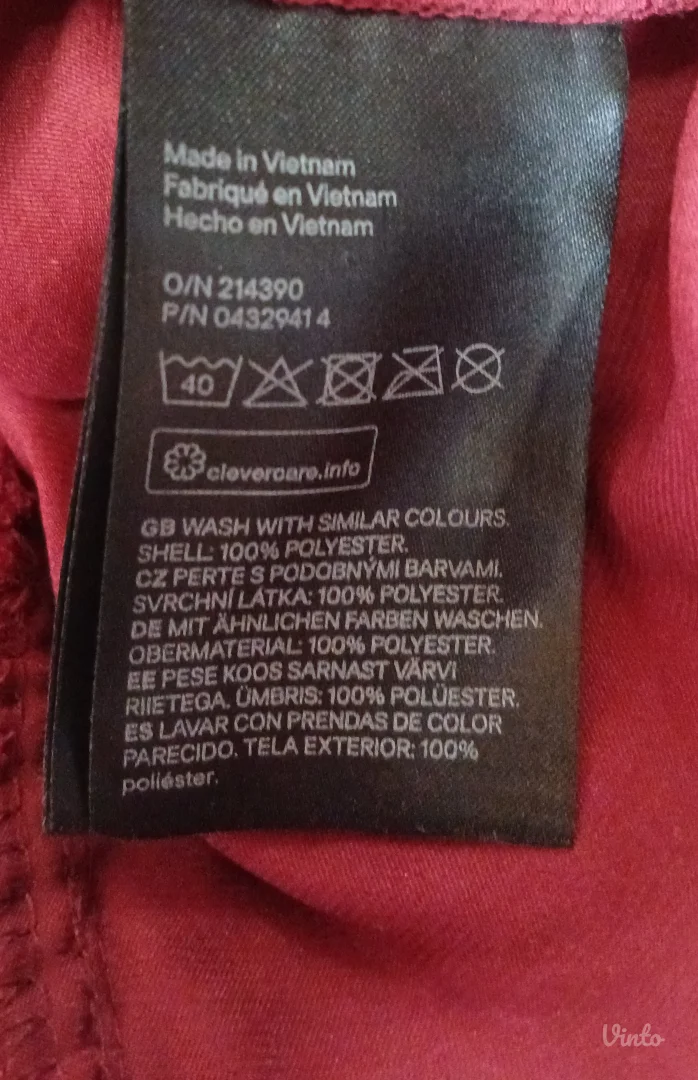 Made in Vietnam
Fabriqué en Vietnam
Hecho en Vietnam
O/N 214390
P/N 04329414
40
clevercare.info
GB WASH WITH SIMILAR COLOURS.
SHELL: 100% POLYESTER.
CZ PERTE S PODOBNÝMI BARVAMI.
SVRCHNÍ LÁTKA: 100% POLYESTER.
DE MIT ÄHNLICHEN FARBEN WASCHEN.
OBERMATERIAL: 100% POLYESTER.
EE PESE KOOS SARNAST VÄRVI
RIIETEGA. ÜMBRIS: 100% POLÜESTER.
ES LAVAR CON PRENDAS DE COLOR
PARECIDO. TELA EXTERIOR: 100%
poliéster.
Vinto